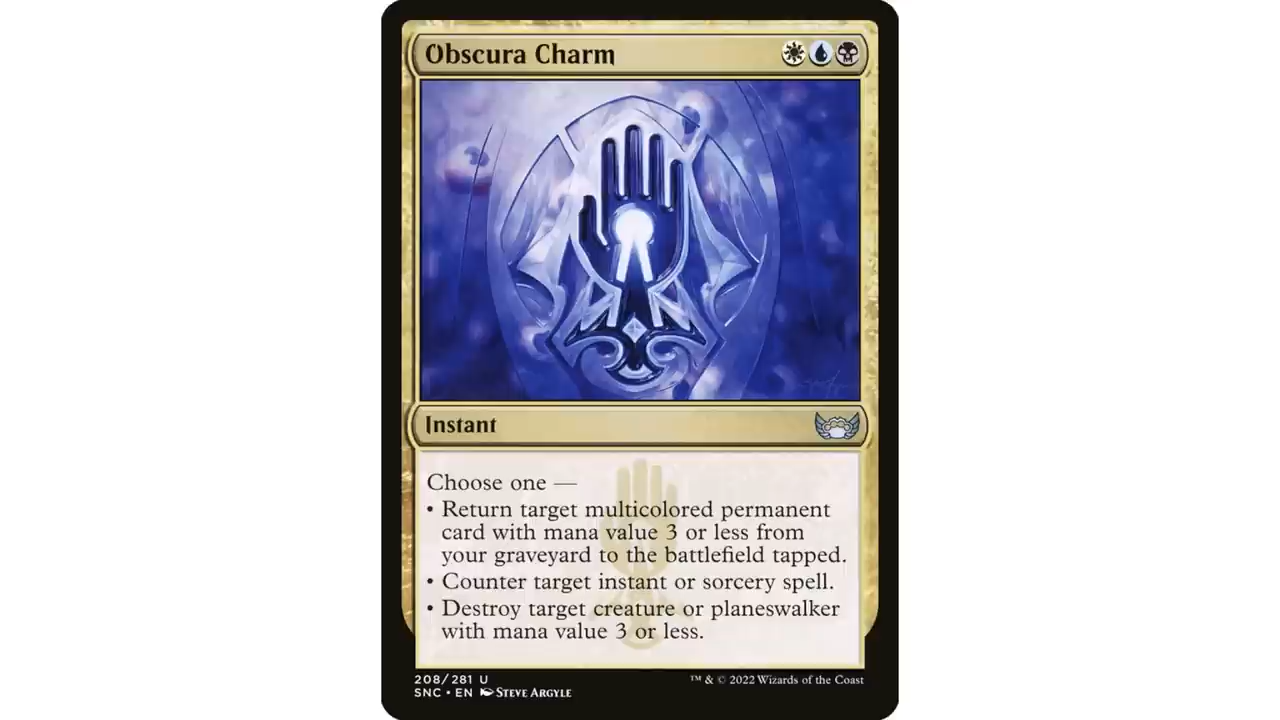 Obscura Charm
Instant
Choose one —
• Return target multicolored permanent
card with mana value 3 or less from
your graveyard to the battlefield tapped.
• Counter target instant or sorcery spell.
• Destroy target creature or planeswalker
with mana value 3 or less.
208/281 U
SNC • EN STEVE ARGYLE
™ & © 2022 Wizards of the Coast